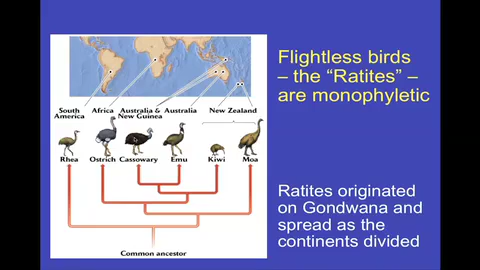 Flightless birds
– the “Ratites” –
are monophyletic
South America
Africa
Australia & New Guinea
Australia
New Zealand
Rhea
Ostrich
Cassowary
Emu
Kiwi
Moa
Common ancestor
Ratites originated
on Gondwana and
spread as the
continents divided